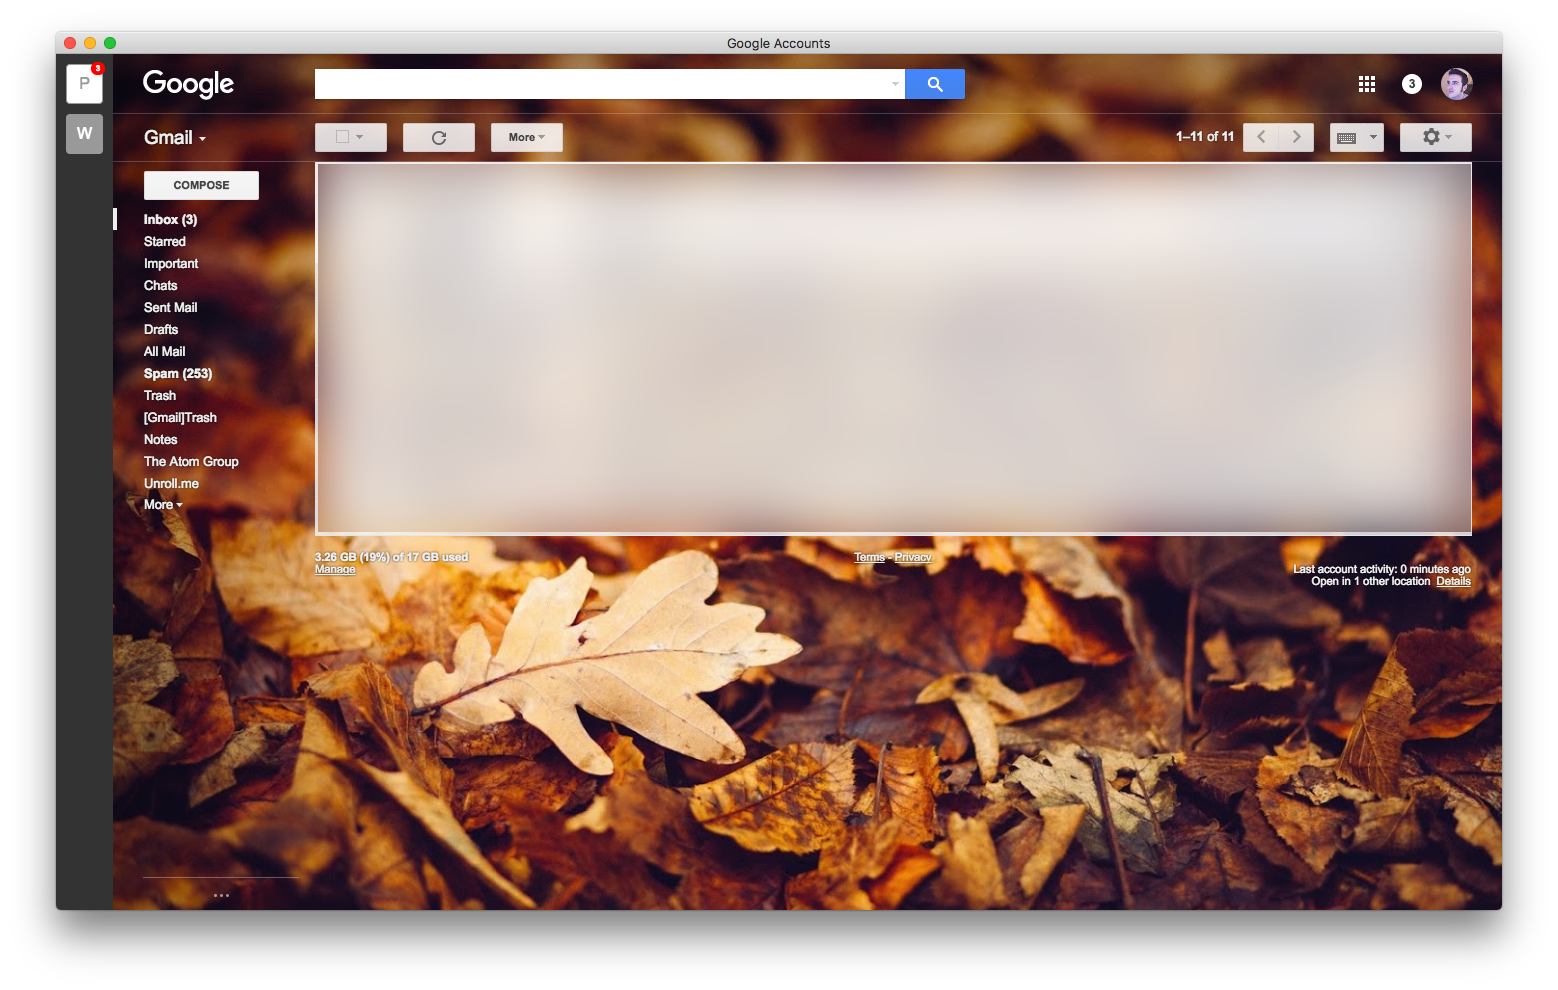 Google Accounts
P
3
W
Google
3
Gmail
More
1–11 of 11
COMPOSE
Inbox (3)
Starred
Important
Chats
Sent Mail
Drafts
All Mail
Spam (253)
Trash
[Gmail]Trash
Notes
The Atom Group
Unroll.me
More
3.26 GB (19%) of 17 GB used
Manage
Terms - Privacy
Last account activity: 0 minutes ago
Open in 1 other location Details